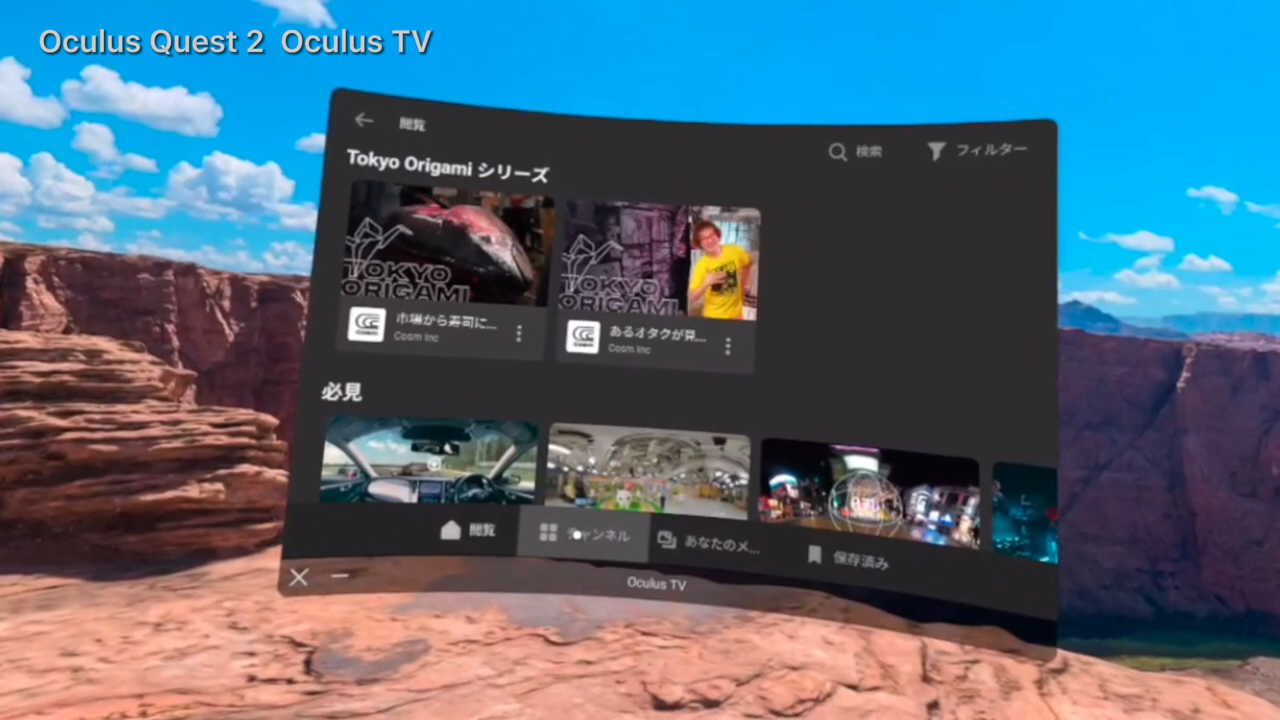 Oculus Quest 2 Oculus TV
閲覧
検索
フィルター
Tokyo Origami シリーズ
TOKYO
ORIGAMI
TOKYO
ORIGAMI
市場から寿司に...
Cosm Inc
あるオタクが見...
Cosm Inc
必見
閲覧
チャンネル
あなたのメ...
保存済み
Oculus TV